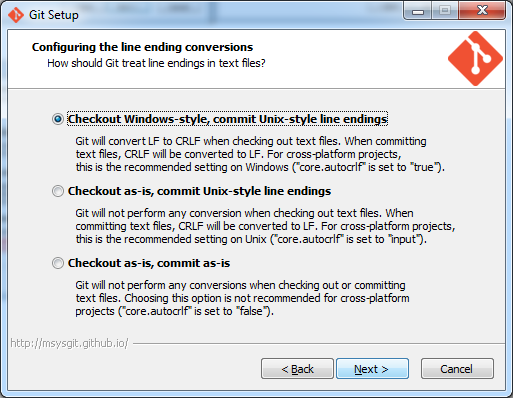 Git Setup
Configuring the line ending conversions
How should Git treat line endings in text files?
Checkout Windows-style, commit Unix-style line endings
Git will convert LF to CRLF when checking out text files. When committing
text files, CRLF will be converted to LF. For cross-platform projects,
this is the recommended setting on Windows ("core.autocrlf" is set to "true").
Checkout as-is, commit Unix-style line endings
Git will not perform any conversion when checking out text files. When
committing text files, CRLF will be converted to LF. For cross-platform projects,
this is the recommended setting on Unix ("core.autocrlf" is set to "input").
Checkout as-is, commit as-is
Git will not perform any conversions when checking out or committing
text files. Choosing this option is not recommended for cross-platform
projects ("core.autocrlf" is set to "false").
http://msysgit.github.io/
< Back
Next >
Cancel